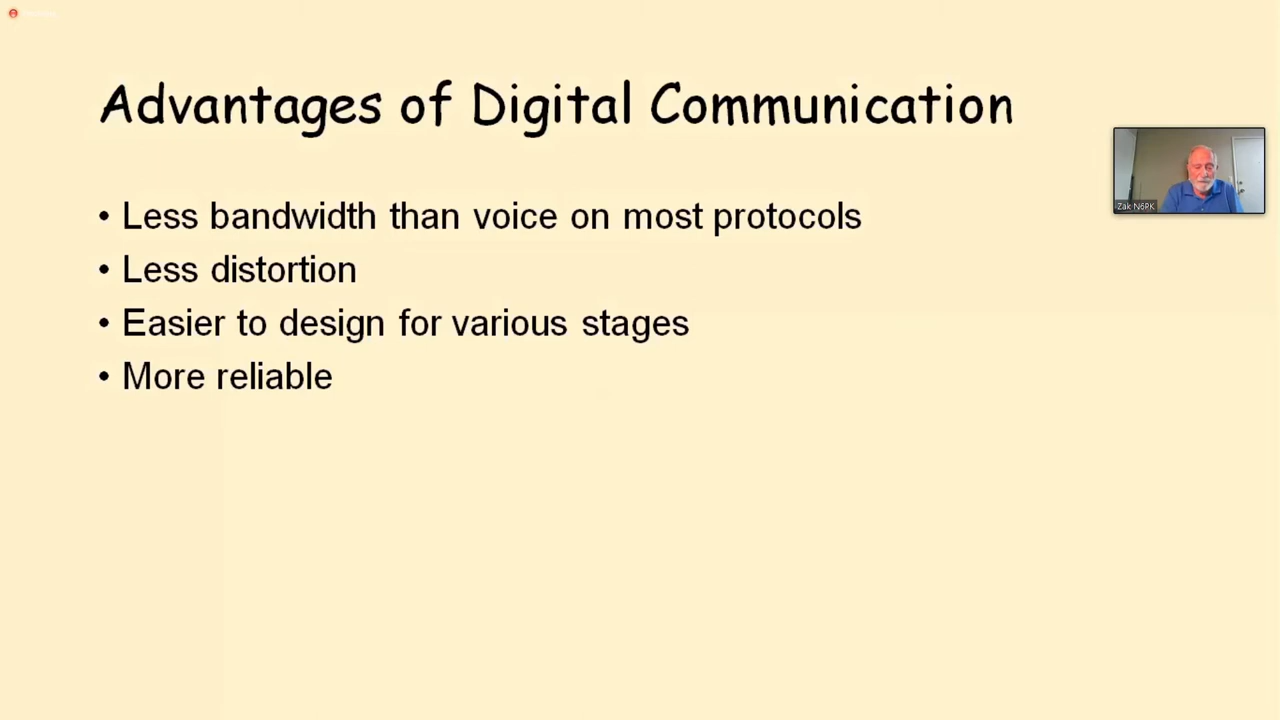 Advantages of Digital Communication
• Less bandwidth than voice on most protocols
• Less distortion
• Easier to design for various stages
• More reliable
Zak N6PK